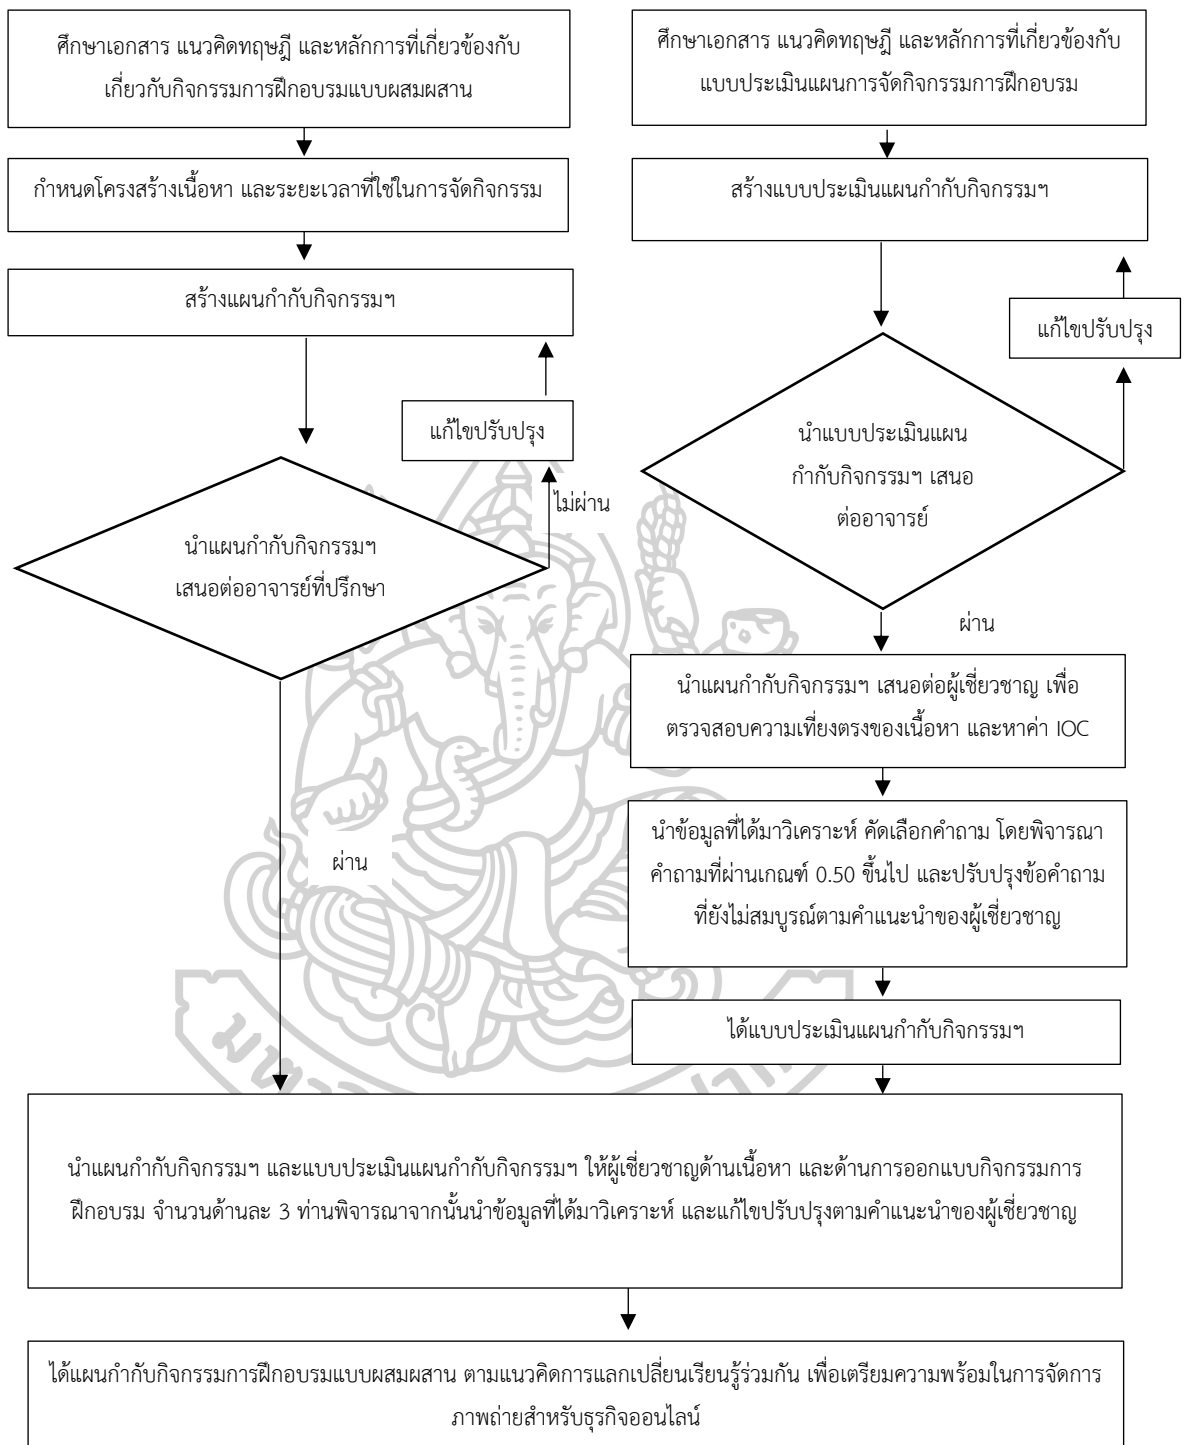 ศึกษาเอกสาร แนวคิดทฤษฎี และหลักการที่เกี่ยวข้องกับ
เกี่ยวกับกิจกรรมการฝึกอบรมแบบผสมผสาน
กำหนดโครงสร้างเนื้อหา และระยะเวลาที่ใช่ในการจัดกิจกรรม
สร้างแผนกำกับกิจกรรมฯ
แก้ไขปรับปรุง
ไม่ผ่าน
นำแผนกำกับกิจกรรมฯ
เสนอต่ออาจารย์ที่ปรึกษา
ผ่าน
ศึกษาเอกสาร แนวคิดทฤษฎี และหลักการที่เกี่ยวข้องกับ
แบบประเมินแผนการจัดกิจกรรมการฝึกอบรม
สร้างแบบประเมินแผนกำกับกิจกรรมฯ
แก้ไขปรับปรุง
นำแบบประเมินแผน
กำกับกิจกรรมฯ เสนอ
ต่ออาจารย์
ผ่าน
นำแผนกำกับกิจกรรมฯ เสนอต่อผู้เชี่ยวชาญ เพื่อ
ตรวจสอบความเที่ยงตรงของเนื้อหา และหาค่า IOC
นำข้อมูลที่ได้มาวิเคราะห์ คัดเลือกคำถาม โดยพิจารณา
คำถามที่ผ่านเกณฑ์ 0.50 ขึ้นไป และปรับปรุงข้อคำถาม
ที่ยังไม่สมบูรณ์ตามคำแนะนำของผู้เชี่ยวชาญ
ได้แบบประเมินแผนกำกับกิจกรรมฯ
นำแผนกำกับกิจกรรมฯ และแบบประเมินแผนกำกับกิจกรรมฯ ให้ผู้เชี่ยวชาญด้านเนื้อหา และด้านการออกแบบกิจกรรมการ
ฝึกอบรม จำนวนด้านละ 3 ท่านพิจารณาจากนั้นนำข้อมูลที่ได้มาวิเคราะห์ และแก้ไขปรับปรุงตามคำแนะนำของผู้เชี่ยวชาญ
ได้แผนกำกับกิจกรรมการฝึกอบรมแบบผสมผสาน ตามแนวคิดการแลกเปลี่ยนเรียนรู้ร่วมกัน เพื่อเตรียมความพร้อมในการจัดการ
ภาพถ่ายสำหรับธุรกิจออนไลน์